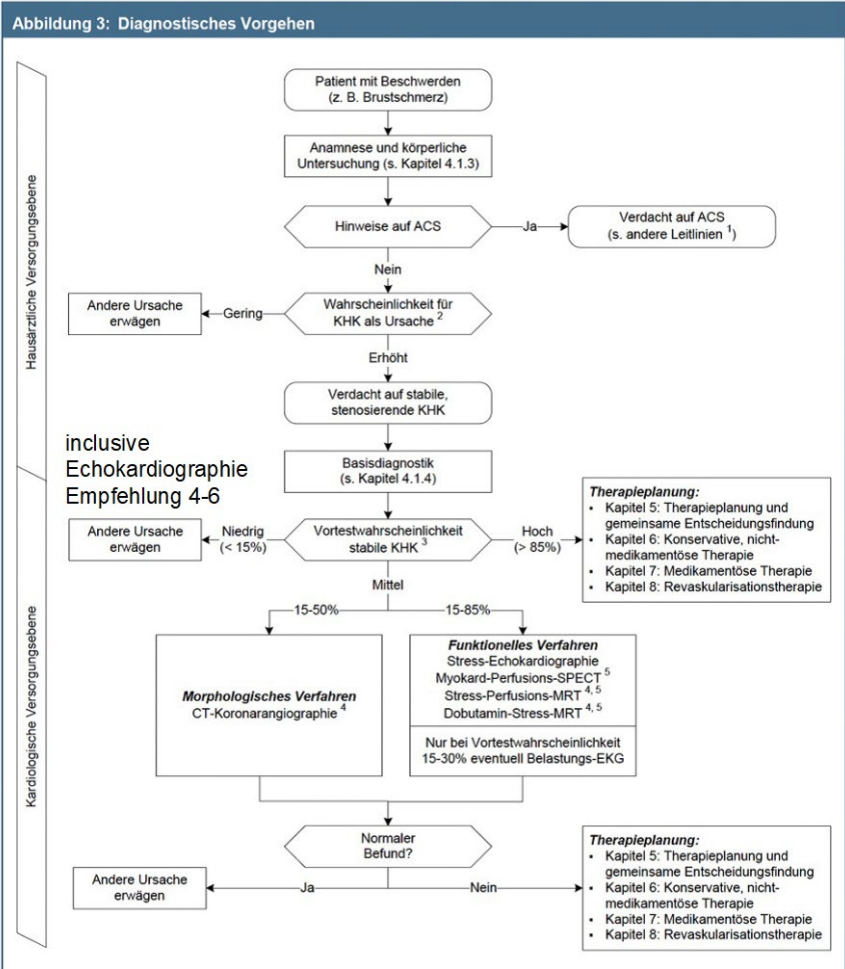 Abbildung 3: Diagnostisches Vorgehen
Hausärztliche Versorgungsebene
Patient mit Beschwerden
(z. B. Brustschmerz)
Anamnese und körperliche
Untersuchung (s. Kapitel 4.1.3)
Hinweise auf ACS
Ja
Verdacht auf ACS
(s. andere Leitlinien 1)
Nein
Andere Ursache
erwägen
Gering
Wahrscheinlichkeit für
KHK als Ursache 2
Erhöht
Verdacht auf stabile,
stenosierende KHK
inclusive
Echokardiographie
Empfehlung 4-6
Basisdiagnostik
(s. Kapitel 4.1.4)
Kardiologische Versorgungsebene
Andere Ursache
erwägen
Niedrig
(< 15%)
Vortestwahrscheinlichkeit
stabile KHK 3
Hoch
(> 85%)
Therapieplanung:
▪ Kapitel 5: Therapieplanung und
gemeinsame Entscheidungsfindung
▪ Kapitel 6: Konservative, nicht-
medikamentöse Therapie
▪ Kapitel 7: Medikamentöse Therapie
▪ Kapitel 8: Revaskularisationstherapie
Mittel
15-50%
15-85%
Morphologisches Verfahren
CT-Koronarangiographie 4
Funktionelles Verfahren
Stress-Echokardiographie
Myokard-Perfusions-SPECT 5
Stress-Perfusions-MRT 4, 5
Dobutamin-Stress-MRT 4, 5
Nur bei Vortestwahrscheinlichkeit
15-30% eventuell Belastungs-EKG
Normaler
Befund?
Andere Ursache
erwägen
Ja
Nein
Therapieplanung:
▪ Kapitel 5: Therapieplanung und
gemeinsame Entscheidungsfindung
▪ Kapitel 6: Konservative, nicht-
medikamentöse Therapie
▪ Kapitel 7: Medikamentöse Therapie
▪ Kapitel 8: Revaskularisationstherapie